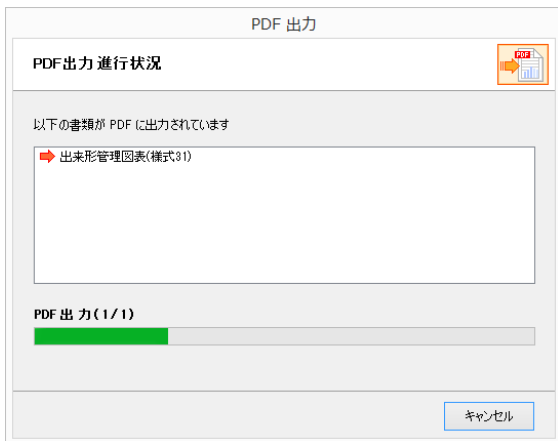 PDF 出力
PDF出力 進行状況
PDF
以下の書類が PDF に出力されています
出来形管理図表(様式31)
PDF 出 力(1/1)
キャンセル